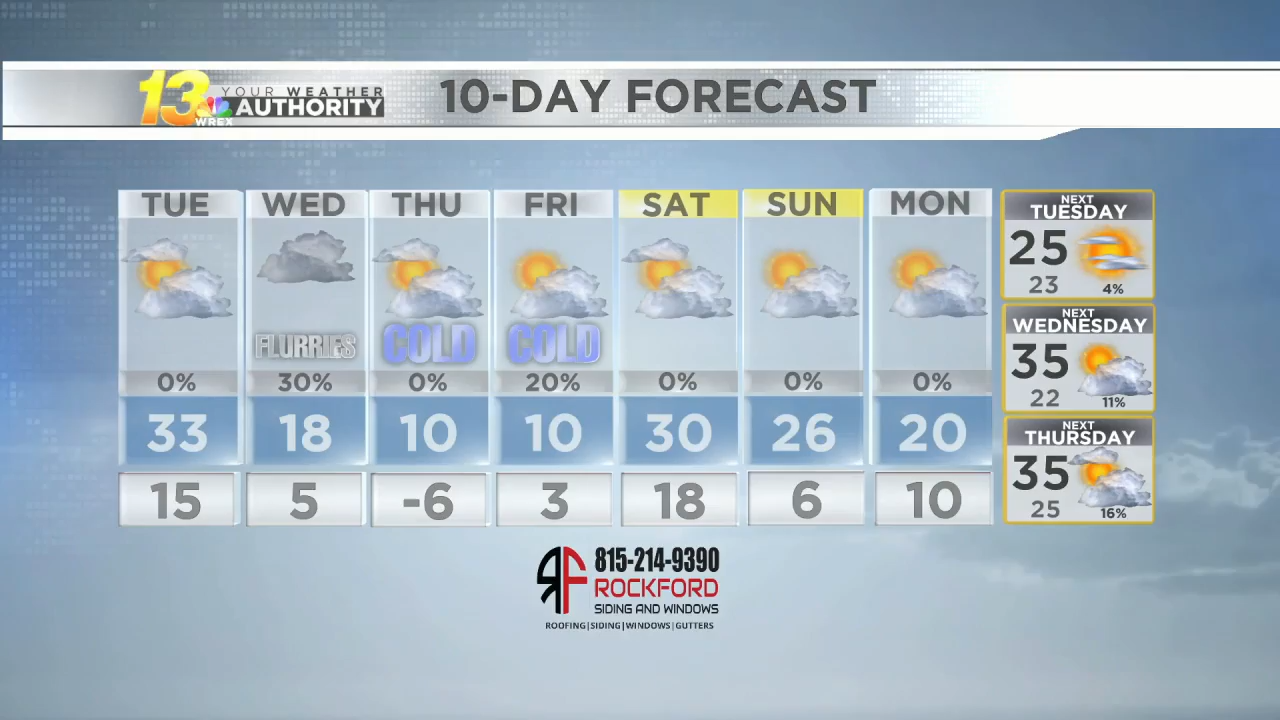 13 YOUR WEATHER
AUTHORITY
WREX
10-DAY FORECAST
TUE
0%
33
15
WED
FLURRIES
30%
18
5
THU
COLD
0%
10
-6
FRI
COLD
20%
10
3
SAT
0%
30
18
SUN
0%
26
6
MON
0%
20
10
NEXT
TUESDAY
25
23
4%
NEXT
WEDNESDAY
35
22
11%
NEXT
THURSDAY
35
25
16%
RF
815-214-9390
ROCKFORD
SIDING AND WINDOWS
ROOFING|SIDING|WINDOWS|GUTTERS